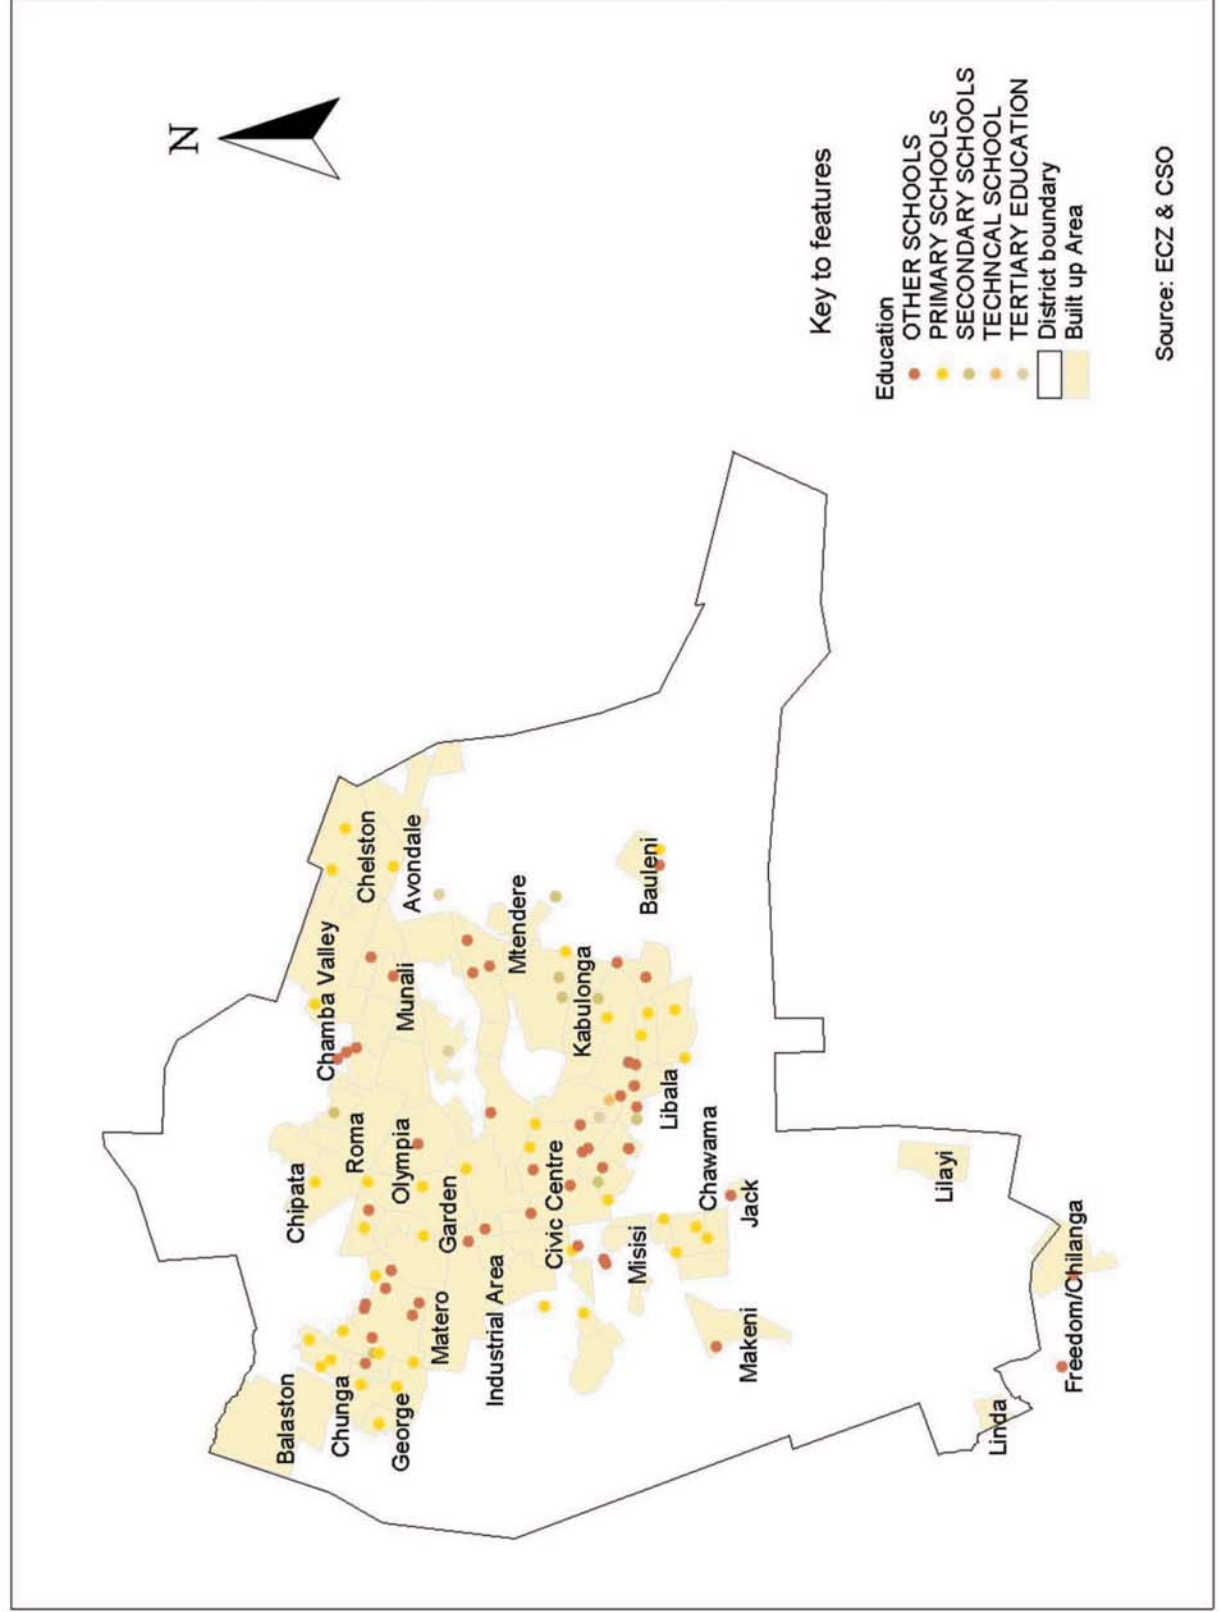 N
Chelston
Avondale
Chamba Valley
Munali
Mtendere
Bauleni
Kabulonga
Chipata
Roma
Olympia
Garden
Civic Centre
Libala
Chawama
Jack
Misisi
Lilayi
Balaston
Chunga
George
Matero
Industrial Area
Makeni
Linda
Freedom/Chilanga
Key to features
Education
OTHER SCHOOLS
PRIMARY SCHOOLS
SECONDARY SCHOOLS
TECHNCAL SCHOOL
TERTIARY EDUCATION
District boundary
Built up Area
Source: ECZ & CSO